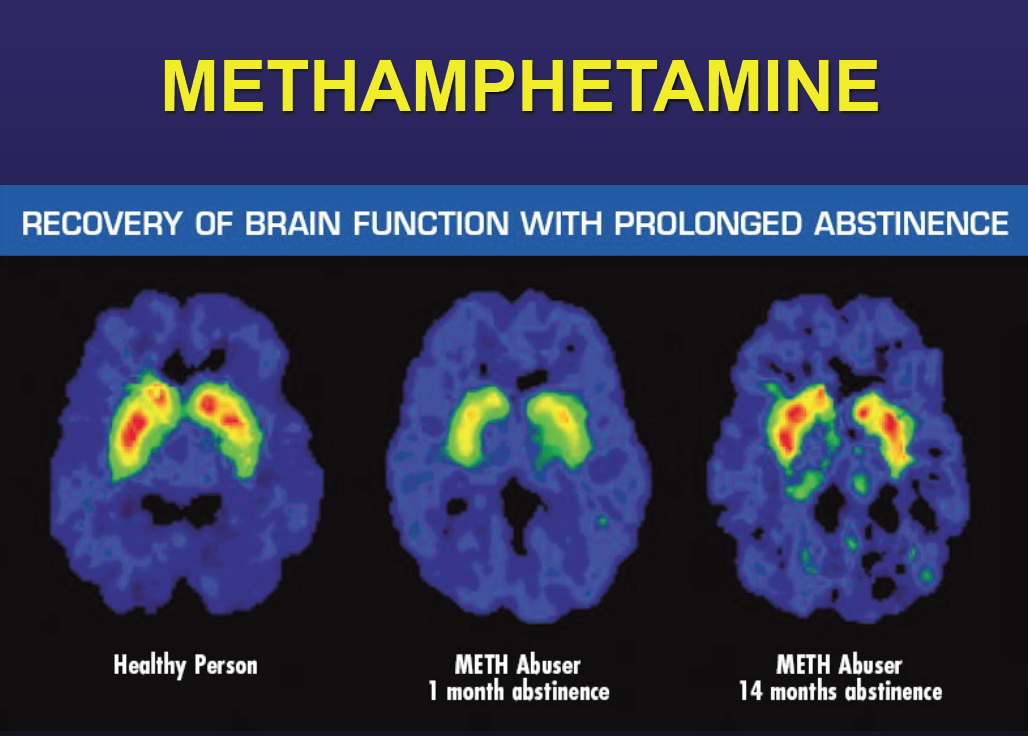 METHAMPHETAMINE
RECOVERY OF BRAIN FUNCTION WITH PROLONGED ABSTINENCE
Healthy Person
METH Abuser
1 month abstinence
METH Abuser
14 months abstinence